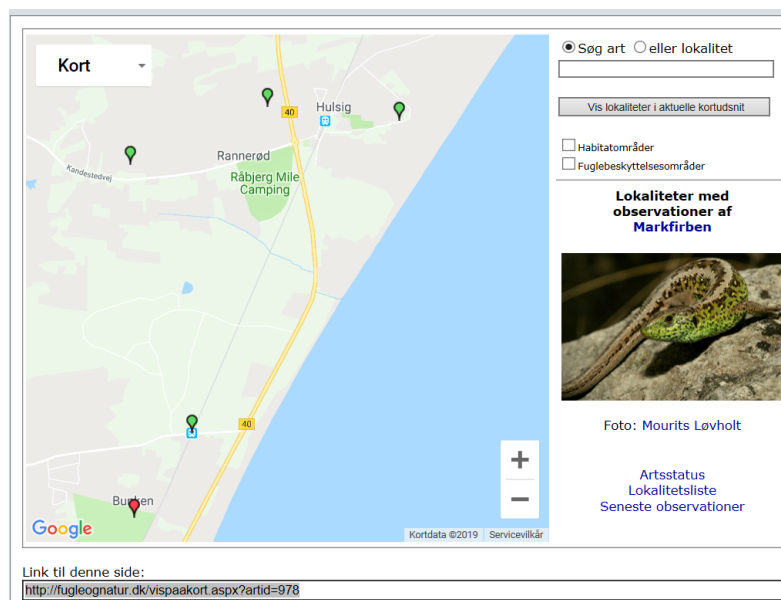 Kort
Søg art eller lokalitet
Vis lokaliteter i aktuelle kortudsnit
Habitatområder
Fuglebeskyttelsesområder
Lokaliteter med
observationer af
Markfirben
Foto: Mourits Løvholt
Artsstatus
Lokalitetsliste
Seneste observationer
40
Hulsig
Rannerød
Kandestedvej
Råbjerg Mile
Camping
40
Bunken
Google
Kortdata ©2019 Servicevilkår
Link til denne side:
http://fugleognatur.dk/vispaakort.aspx?artid=978